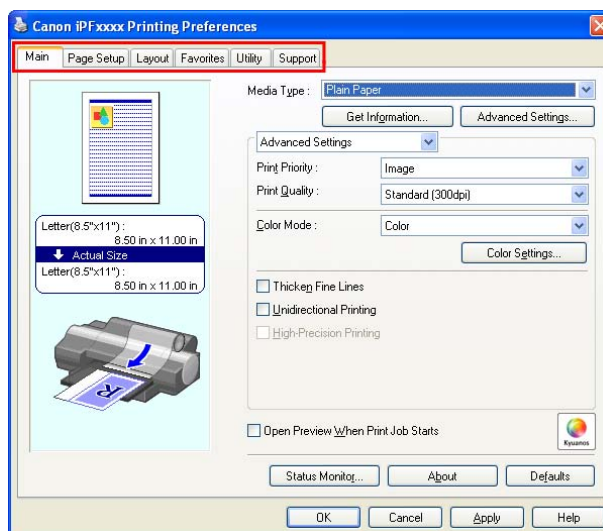 Canon iPFxxxx Printing Preferences
Main Page Setup Layout Favorites Utility Support
Media Type : Plain Paper
Get Information... Advanced Settings...
Advanced Settings
Print Priority : Image
Print Quality : Standard (300dpi)
Color Mode : Color
Color Settings...
Thicken Fine Lines
Unidirectional Printing
High-Precision Printing
Letter(8.5"x11") :
8.50 in x 11.00 in
Actual Size
Letter(8.5"x11") :
8.50 in x 11.00 in
R
Open Preview When Print Job Starts
Kyuanos
Status Monitor... About Defaults
OK Cancel Apply Help